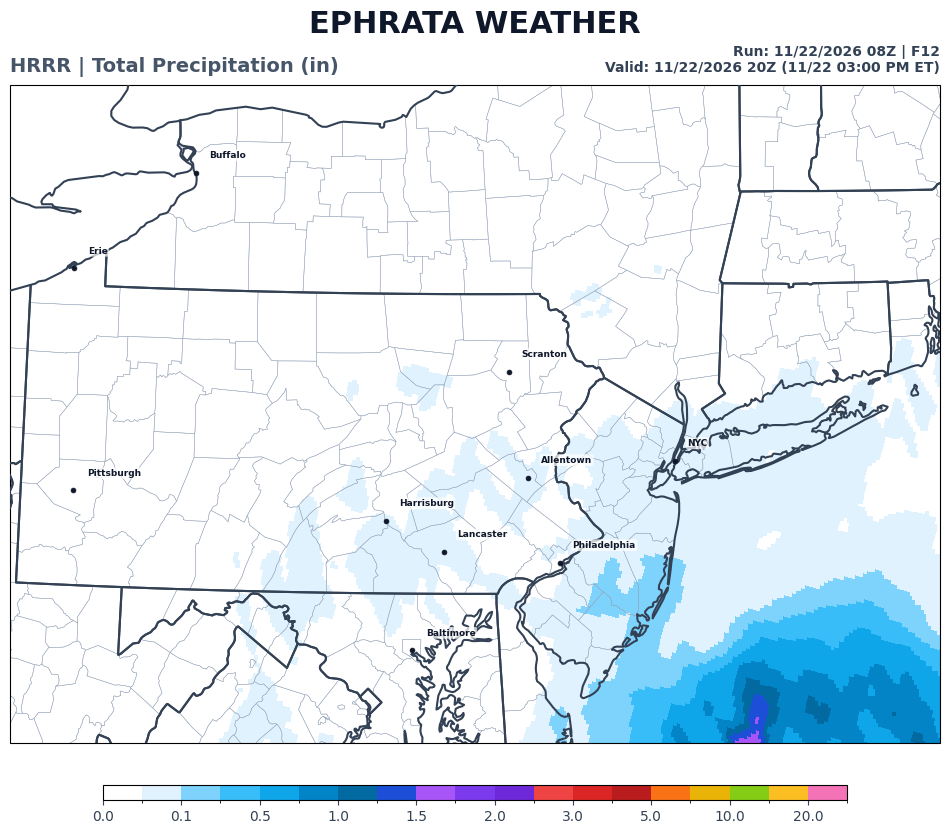 EPHRATA WEATHER
HRRR | Total Precipitation (in)
Run: 11/22/2026 08Z | F12
Valid: 11/22/2026 20Z (11/22 03:00 PM ET)
Buffalo
Erie
Scranton
NYC
Allentown
Pittsburgh
Harrisburg
Lancaster
Philadelphia
Baltimore
0.0 0.1 0.5 1.0 1.5 2.0 3.0 5.0 10.0 20.0